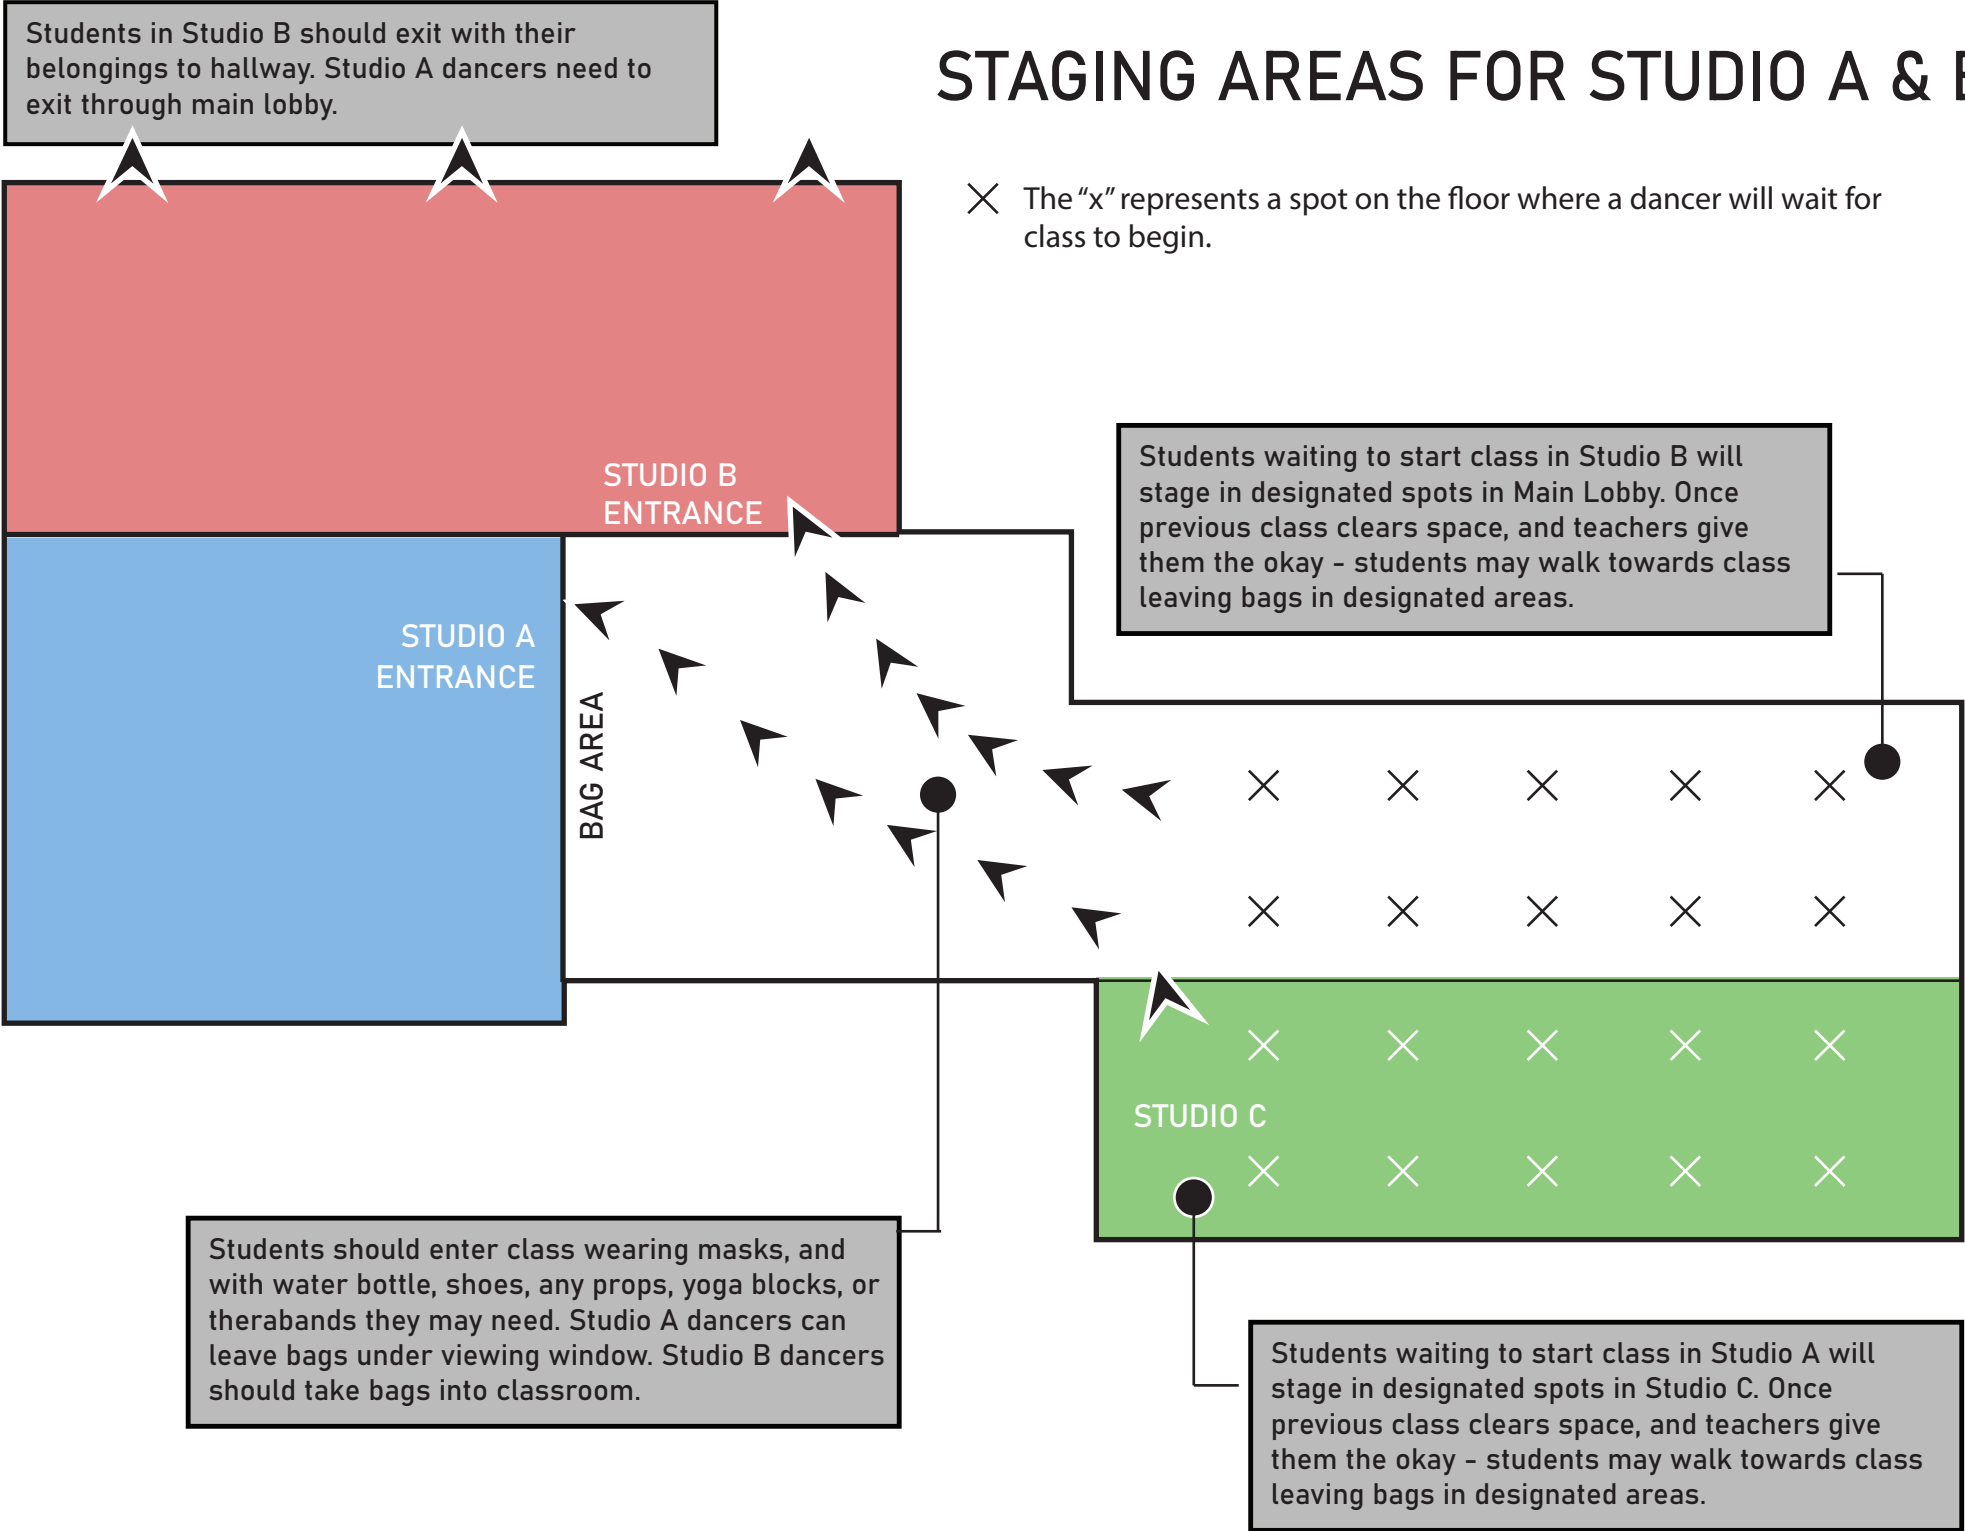 Students in Studio B should exit with their
belongings to hallway. Studio A dancers need to
exit through main lobby.
STAGING AREAS FOR STUDIO A &
The “x” represents a spot on the floor where a dancer will wait for
class to begin.
STUDIO B
ENTRANCE
Students waiting to start class in Studio B will
stage in designated spots in Main Lobby. Once
previous class clears space, and teachers give
them the okay - students may walk towards class
leaving bags in designated areas.
STUDIO A
ENTRANCE
BAG AREA
STUDIO C
Students should enter class wearing masks, and
with water bottle, shoes, any props, yoga blocks, or
therabands they may need. Studio A dancers can
leave bags under viewing window. Studio B dancers
should take bags into classroom.
Students waiting to start class in Studio A will
stage in designated spots in Studio C. Once
previous class clears space, and teachers give
them the okay - students may walk towards class
leaving bags in designated areas.